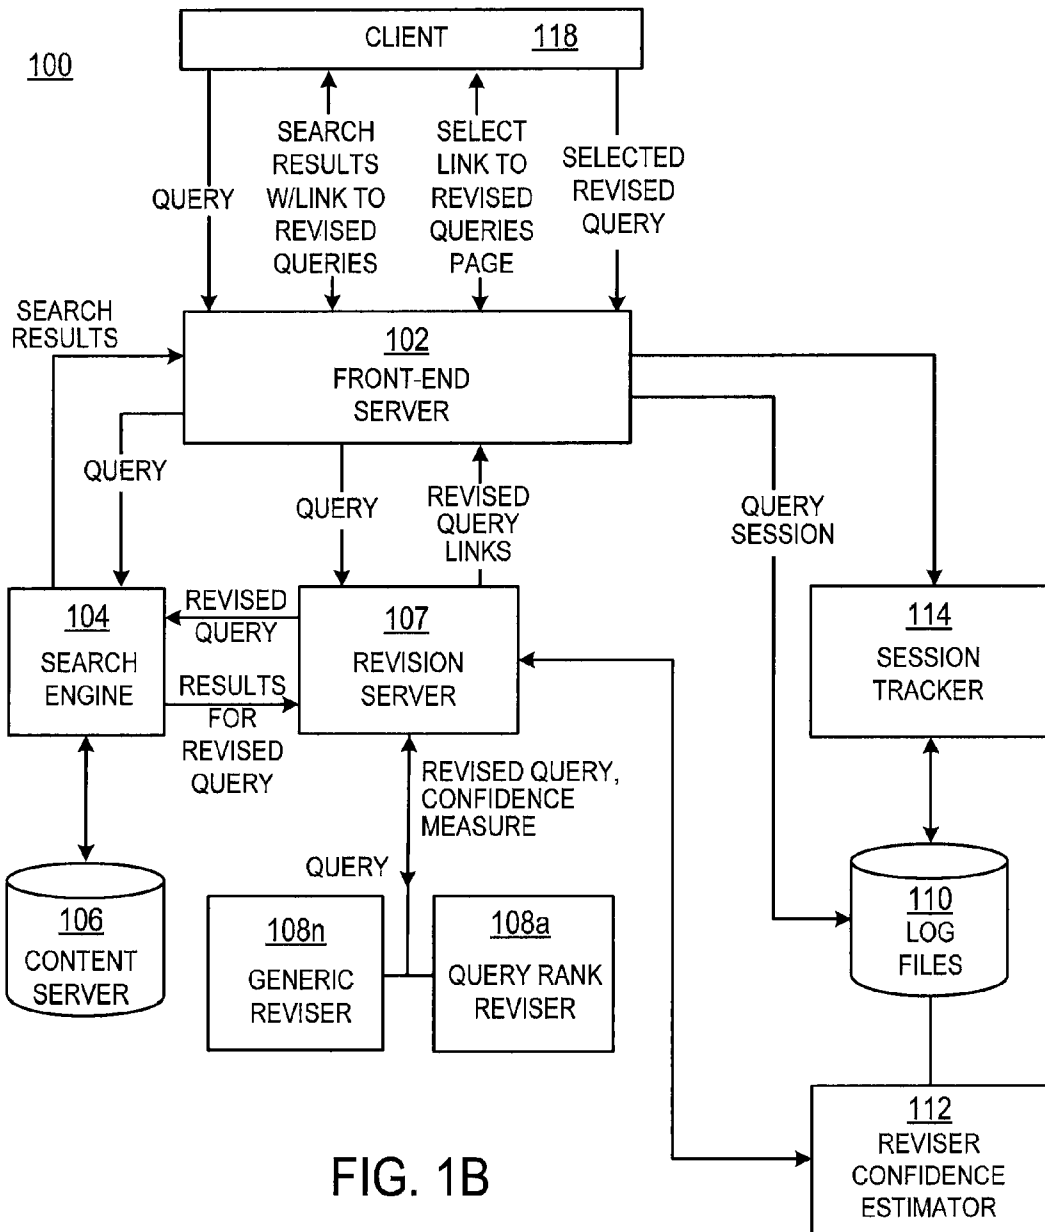 CLIENT 118
100
QUERY
SEARCH
RESULTS
W/LINK TO
REVISED
QUERIES
SELECT
LINK TO
REVISED
QUERIES
PAGE
SELECTED
REVISED
QUERY
SEARCH
RESULTS
102
FRONT-END
SERVER
QUERY
QUERY
REVISED
QUERY
LINKS
QUERY
SESSION
104
SEARCH
ENGINE
REVISED
QUERY
RESULTS
FOR
REVISED
QUERY
107
REVISION
SERVER
114
SESSION
TRACKER
REVISED QUERY,
CONFIDENCE
MEASURE
QUERY
106
CONTENT
SERVER
108n
GENERIC
REVISER
108a
QUERY RANK
REVISER
110
LOG
FILES
112
REVISER
CONFIDENCE
ESTIMATOR
FIG. 1B